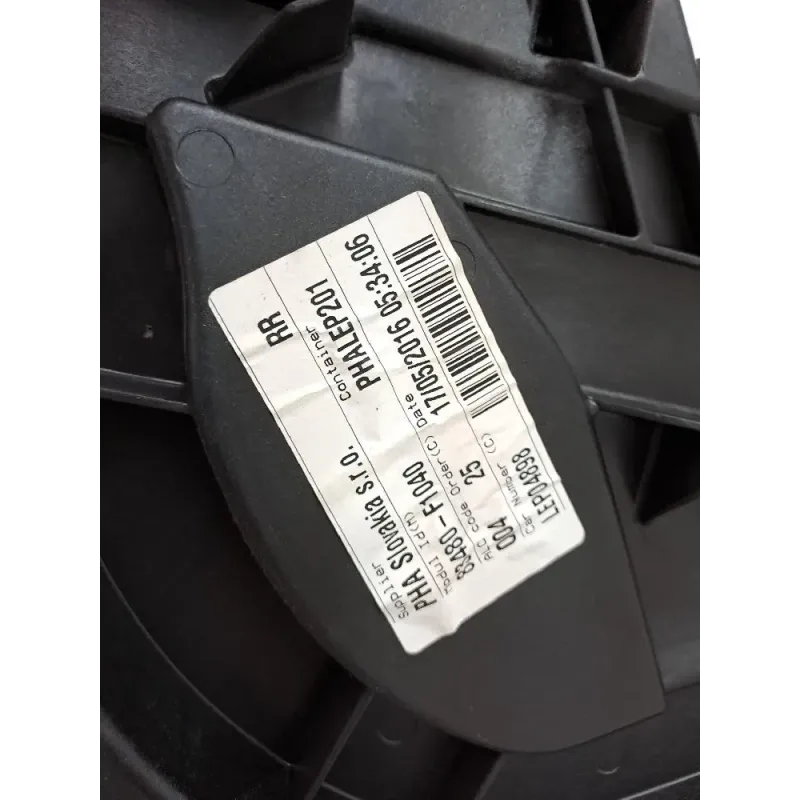 RR
Supplier Container
PHA Slovakia s.r.o. PHALEP201
Modul Id(M) Order(C) Date
83480-F1040 17/05/2016 05:34:06
ALC code
004 25
Car Number (C)
LEP04898